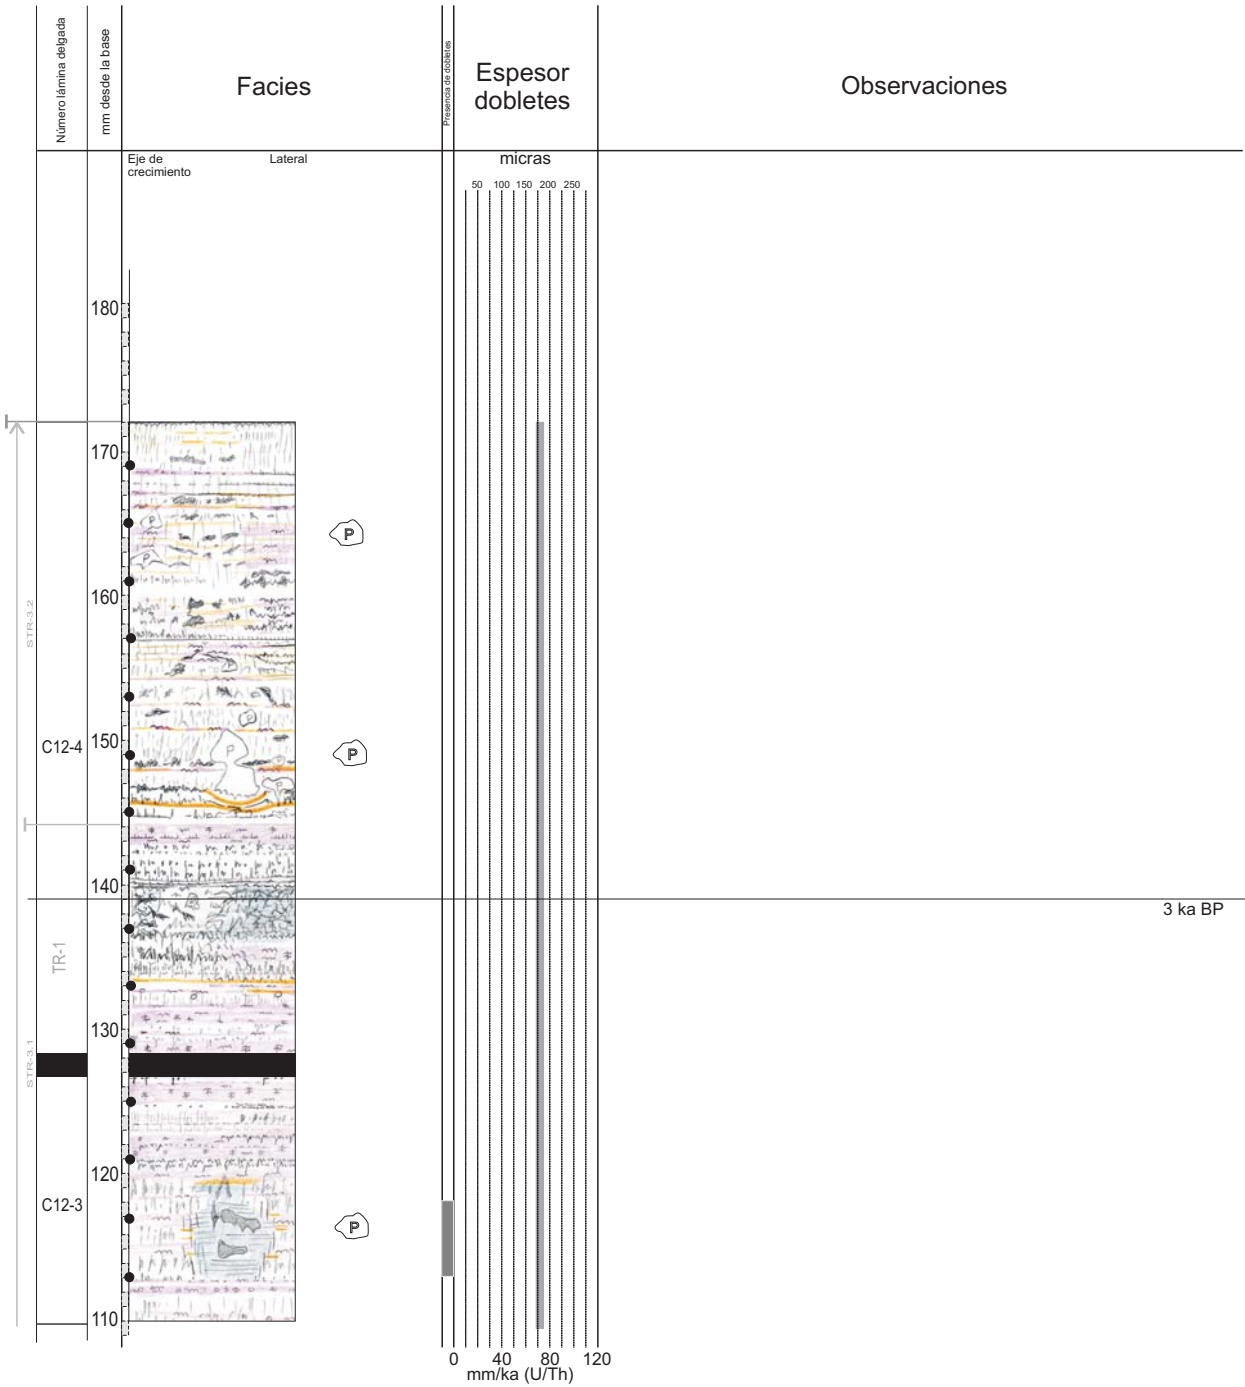 Número lámina delgada
mm desde la base
Facies
Presencia de dobletes
Espesor
dobletes
Observaciones
Eje de
crecimiento
Lateral
micras
50 100 150 200 250
180
170
P
P
P
160
STR-3.2
P
150
C12-4
P
P
140
3 ka BP
TR-1
130
STR-3.1
120
C12-3
P
110
0 40 80 120
mm/ka (U/Th)